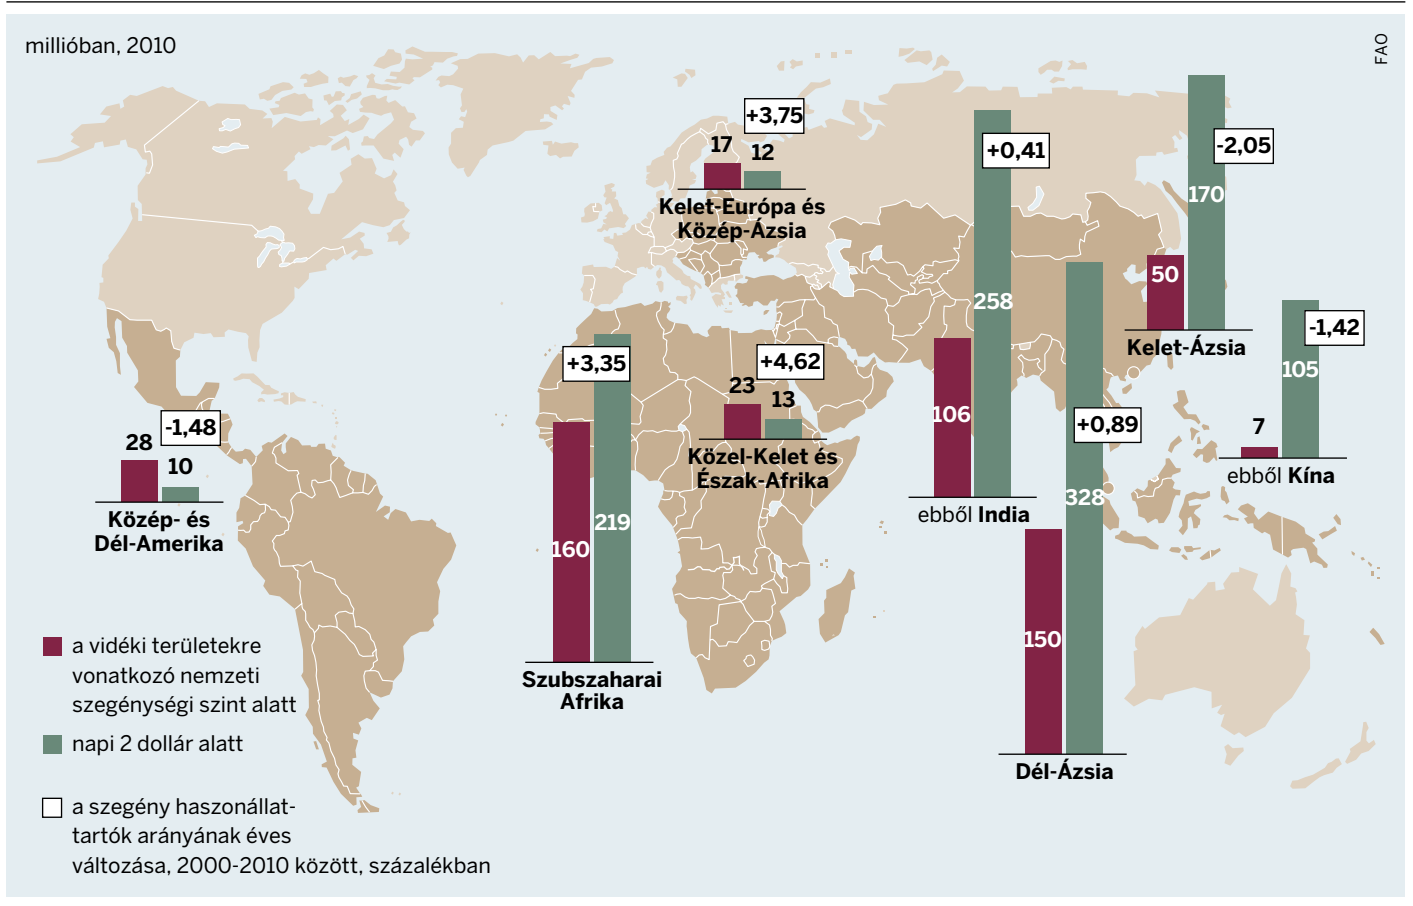 millióban, 2010
FAO
+3,75
17
12
Kelet-Európa és
Közép-Ázsia
+0,41
258
106
ebből India
-2,05
170
50
Kelet-Ázsia
-1,42
105
7
ebből Kína
+3,35
160
219
Szubszaharai
Afrika
+4,62
23
13
Közel-Kelet és
Észak-Afrika
-1,48
28
10
Közép- és
Dél-Amerika
+0,89
328
150
Dél-Ázsia
a vidéki területekre
vonatkozó nemzeti
szegénységi szint alatt
napi 2 dollár alatt
a szegény haszonállat-
tartók arányának éves
változása, 2000-2010 között, százalékban